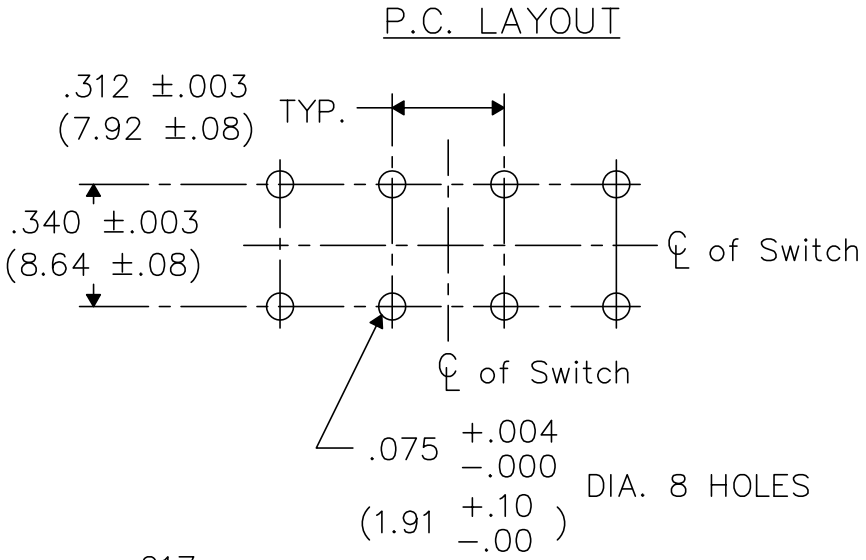 P.C. LAYOUT
.312 ±.003
(7.92 ±.08)
TYP.
.340 ±.003
(8.64 ±.08)
℄ of Switch
℄ of Switch
.075 +.004
-.000
DIA. 8 HOLES
(1.91 +.10
-.00 )